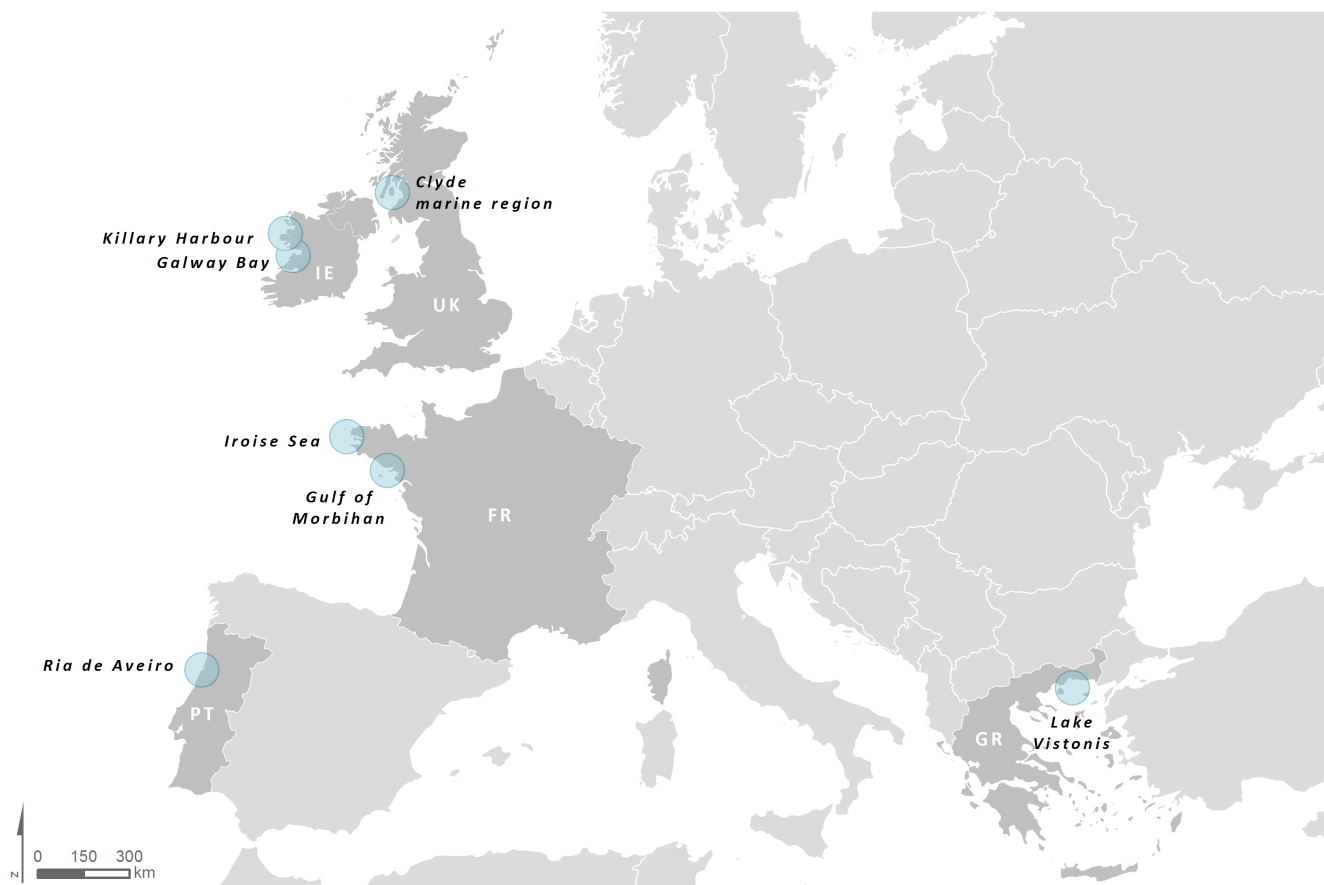 Clyde
marine region
Killary Harbour
Galway Bay
IE
UK
Iroise Sea
Gulf of
Morbihan
FR
Ria de Aveiro
PT
Lake
Vistonis
GR
N
0 150 300
km